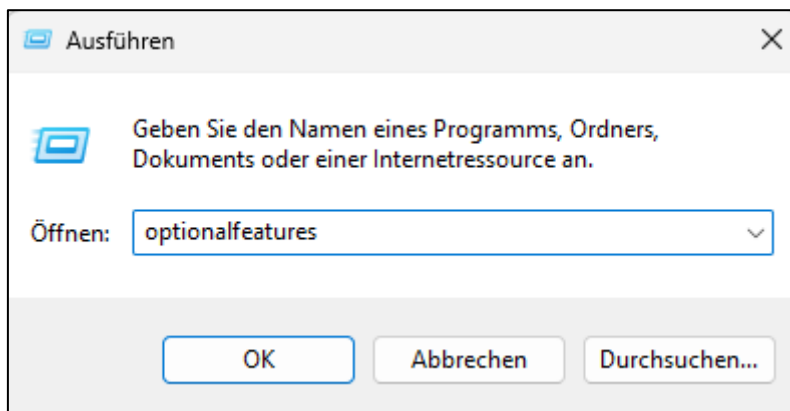 Ausführen
Geben Sie den Namen eines Programms, Ordners,
Dokuments oder einer Internetressource an.
Öffnen: optionalfeatures
OK Abbrechen Durchsuchen...